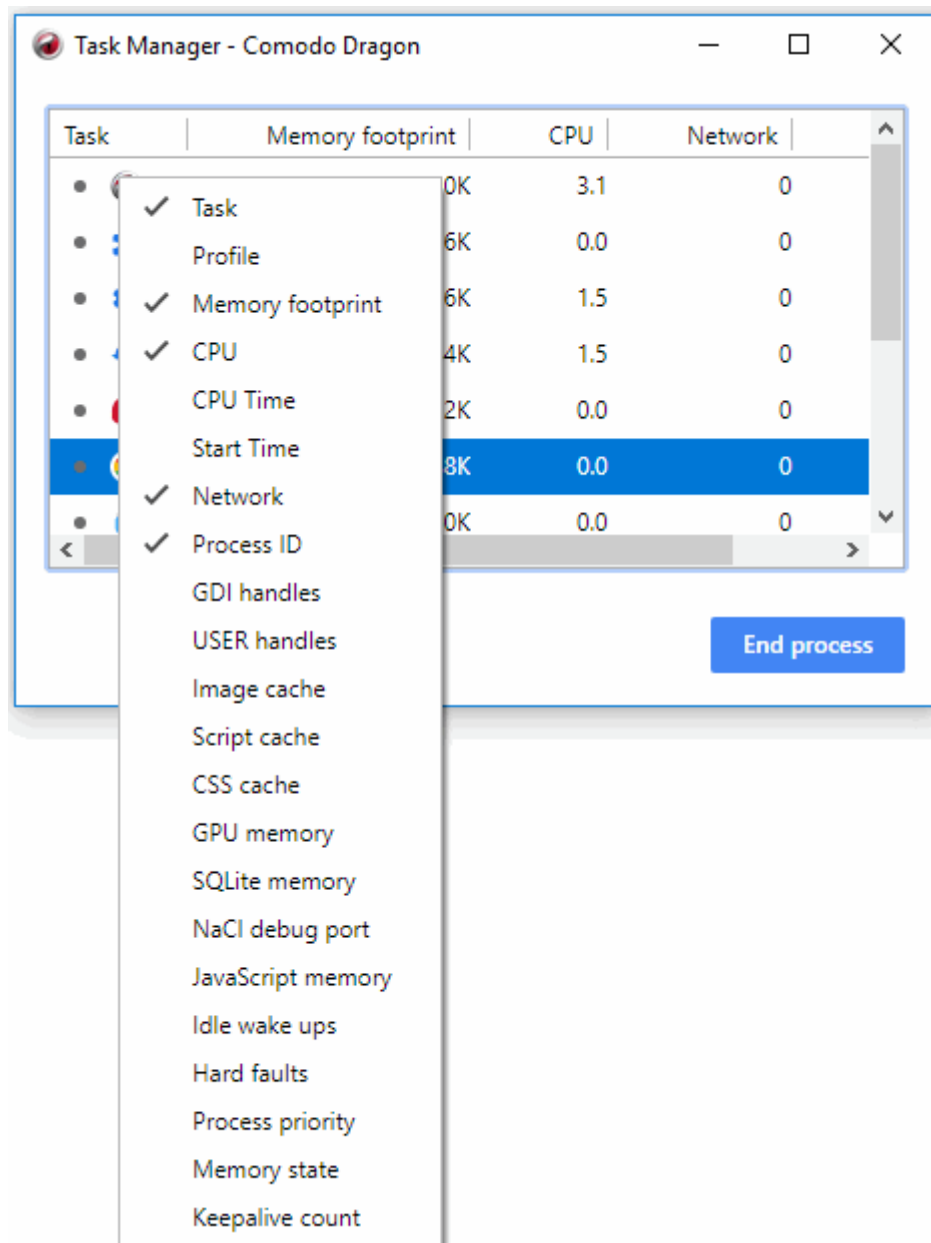 Task Manager - Comodo Dragon
Task Memory footprint CPU Network
0K 3.1 0
6K 0.0 0
6K 1.5 0
4K 1.5 0
2K 0.0 0
8K 0.0 0
0K 0.0 0
Task
Profile
Memory footprint
CPU
CPU Time
Start Time
Network
Process ID
GDI handles
USER handles
Image cache
Script cache
CSS cache
GPU memory
SQLite memory
NaCl debug port
JavaScript memory
Idle wake ups
Hard faults
Process priority
Memory state
Keepalive count
End process